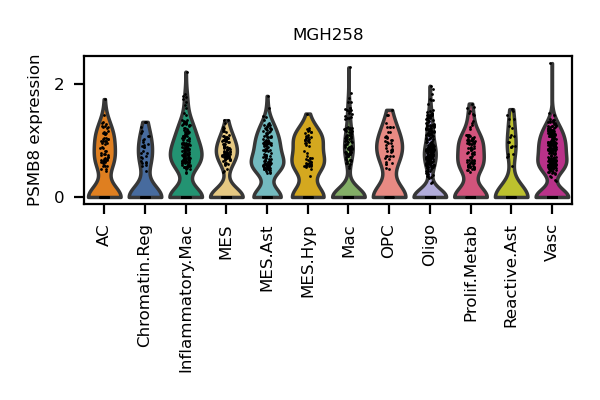 MGH258
PSMB8 expression
2
0
AC
Chromatin.Reg
Inflammatory.Mac
MES
MES.Ast
MES.Hyp
Mac
OPC
Oligo
Prolif.Metab
Reactive.Ast
Vasc